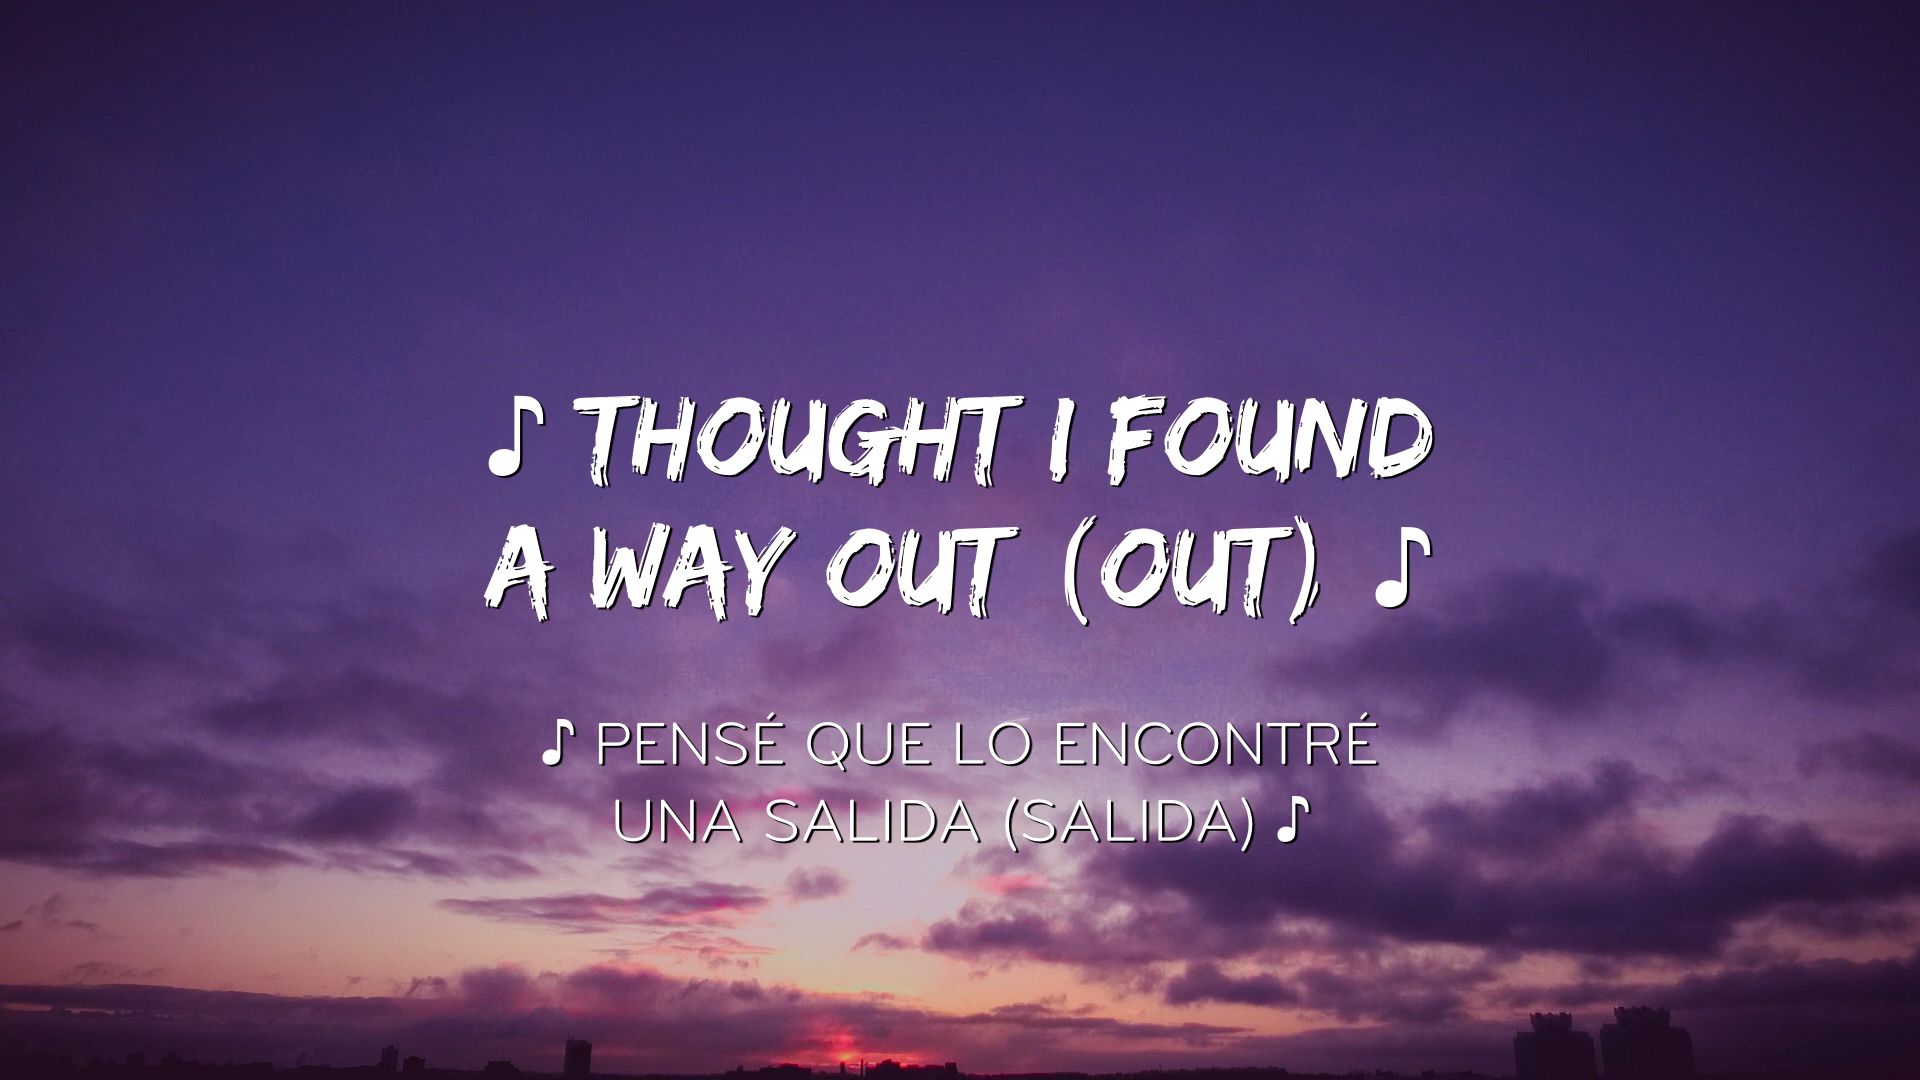 ♪ THOUGHT I FOUND
A WAY OUT (OUT) ♪
♪ PENSÉ QUE LO ENCONTRÉ
UNA SALIDA (SALIDA) ♪